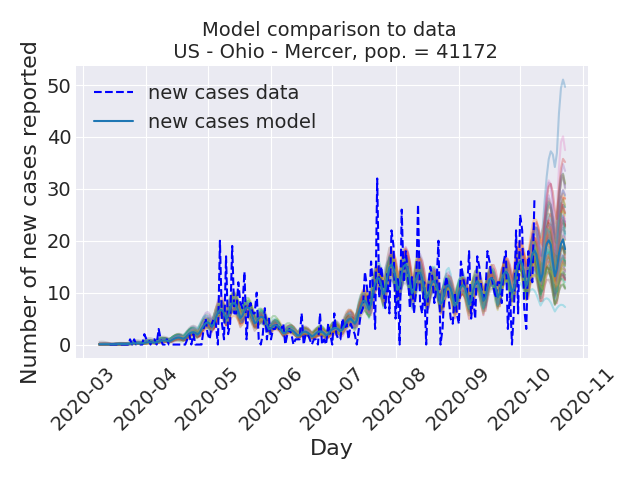 Model comparison to data
US - Ohio - Mercer, pop. = 41172
new cases data
new cases model
Number of new cases reported
50
40
30
20
10
0
2020-03
2020-04
2020-05
2020-06
2020-07
2020-08
2020-09
2020-10
2020-11
Day